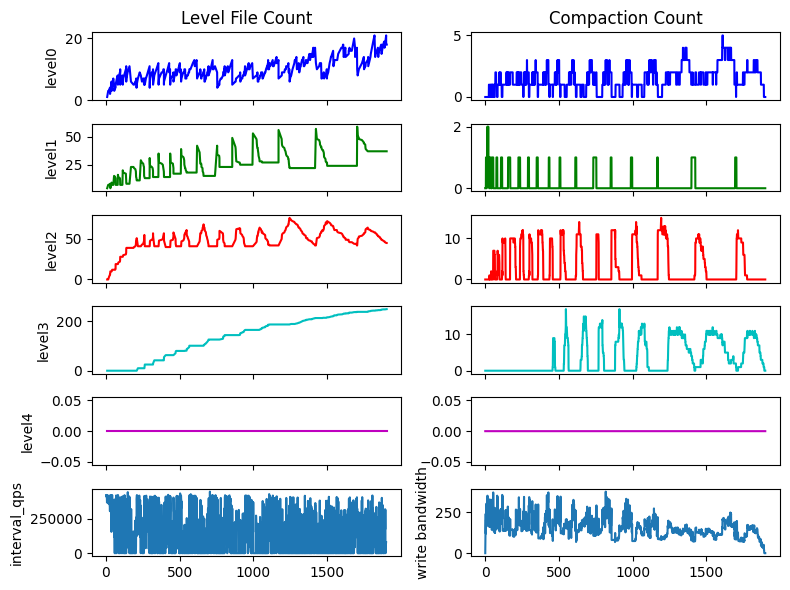 Level File Count
Compaction Count
20
0
level0
5
0
50
25
level1
2
0
50
0
level2
10
0
200
0
level3
10
0
0.05
0.00
−0.05
level4
0.05
0.00
−0.05
250000
0
interval_qps
250
0
write bandwidth
0 500 1000 1500
0 500 1000 1500